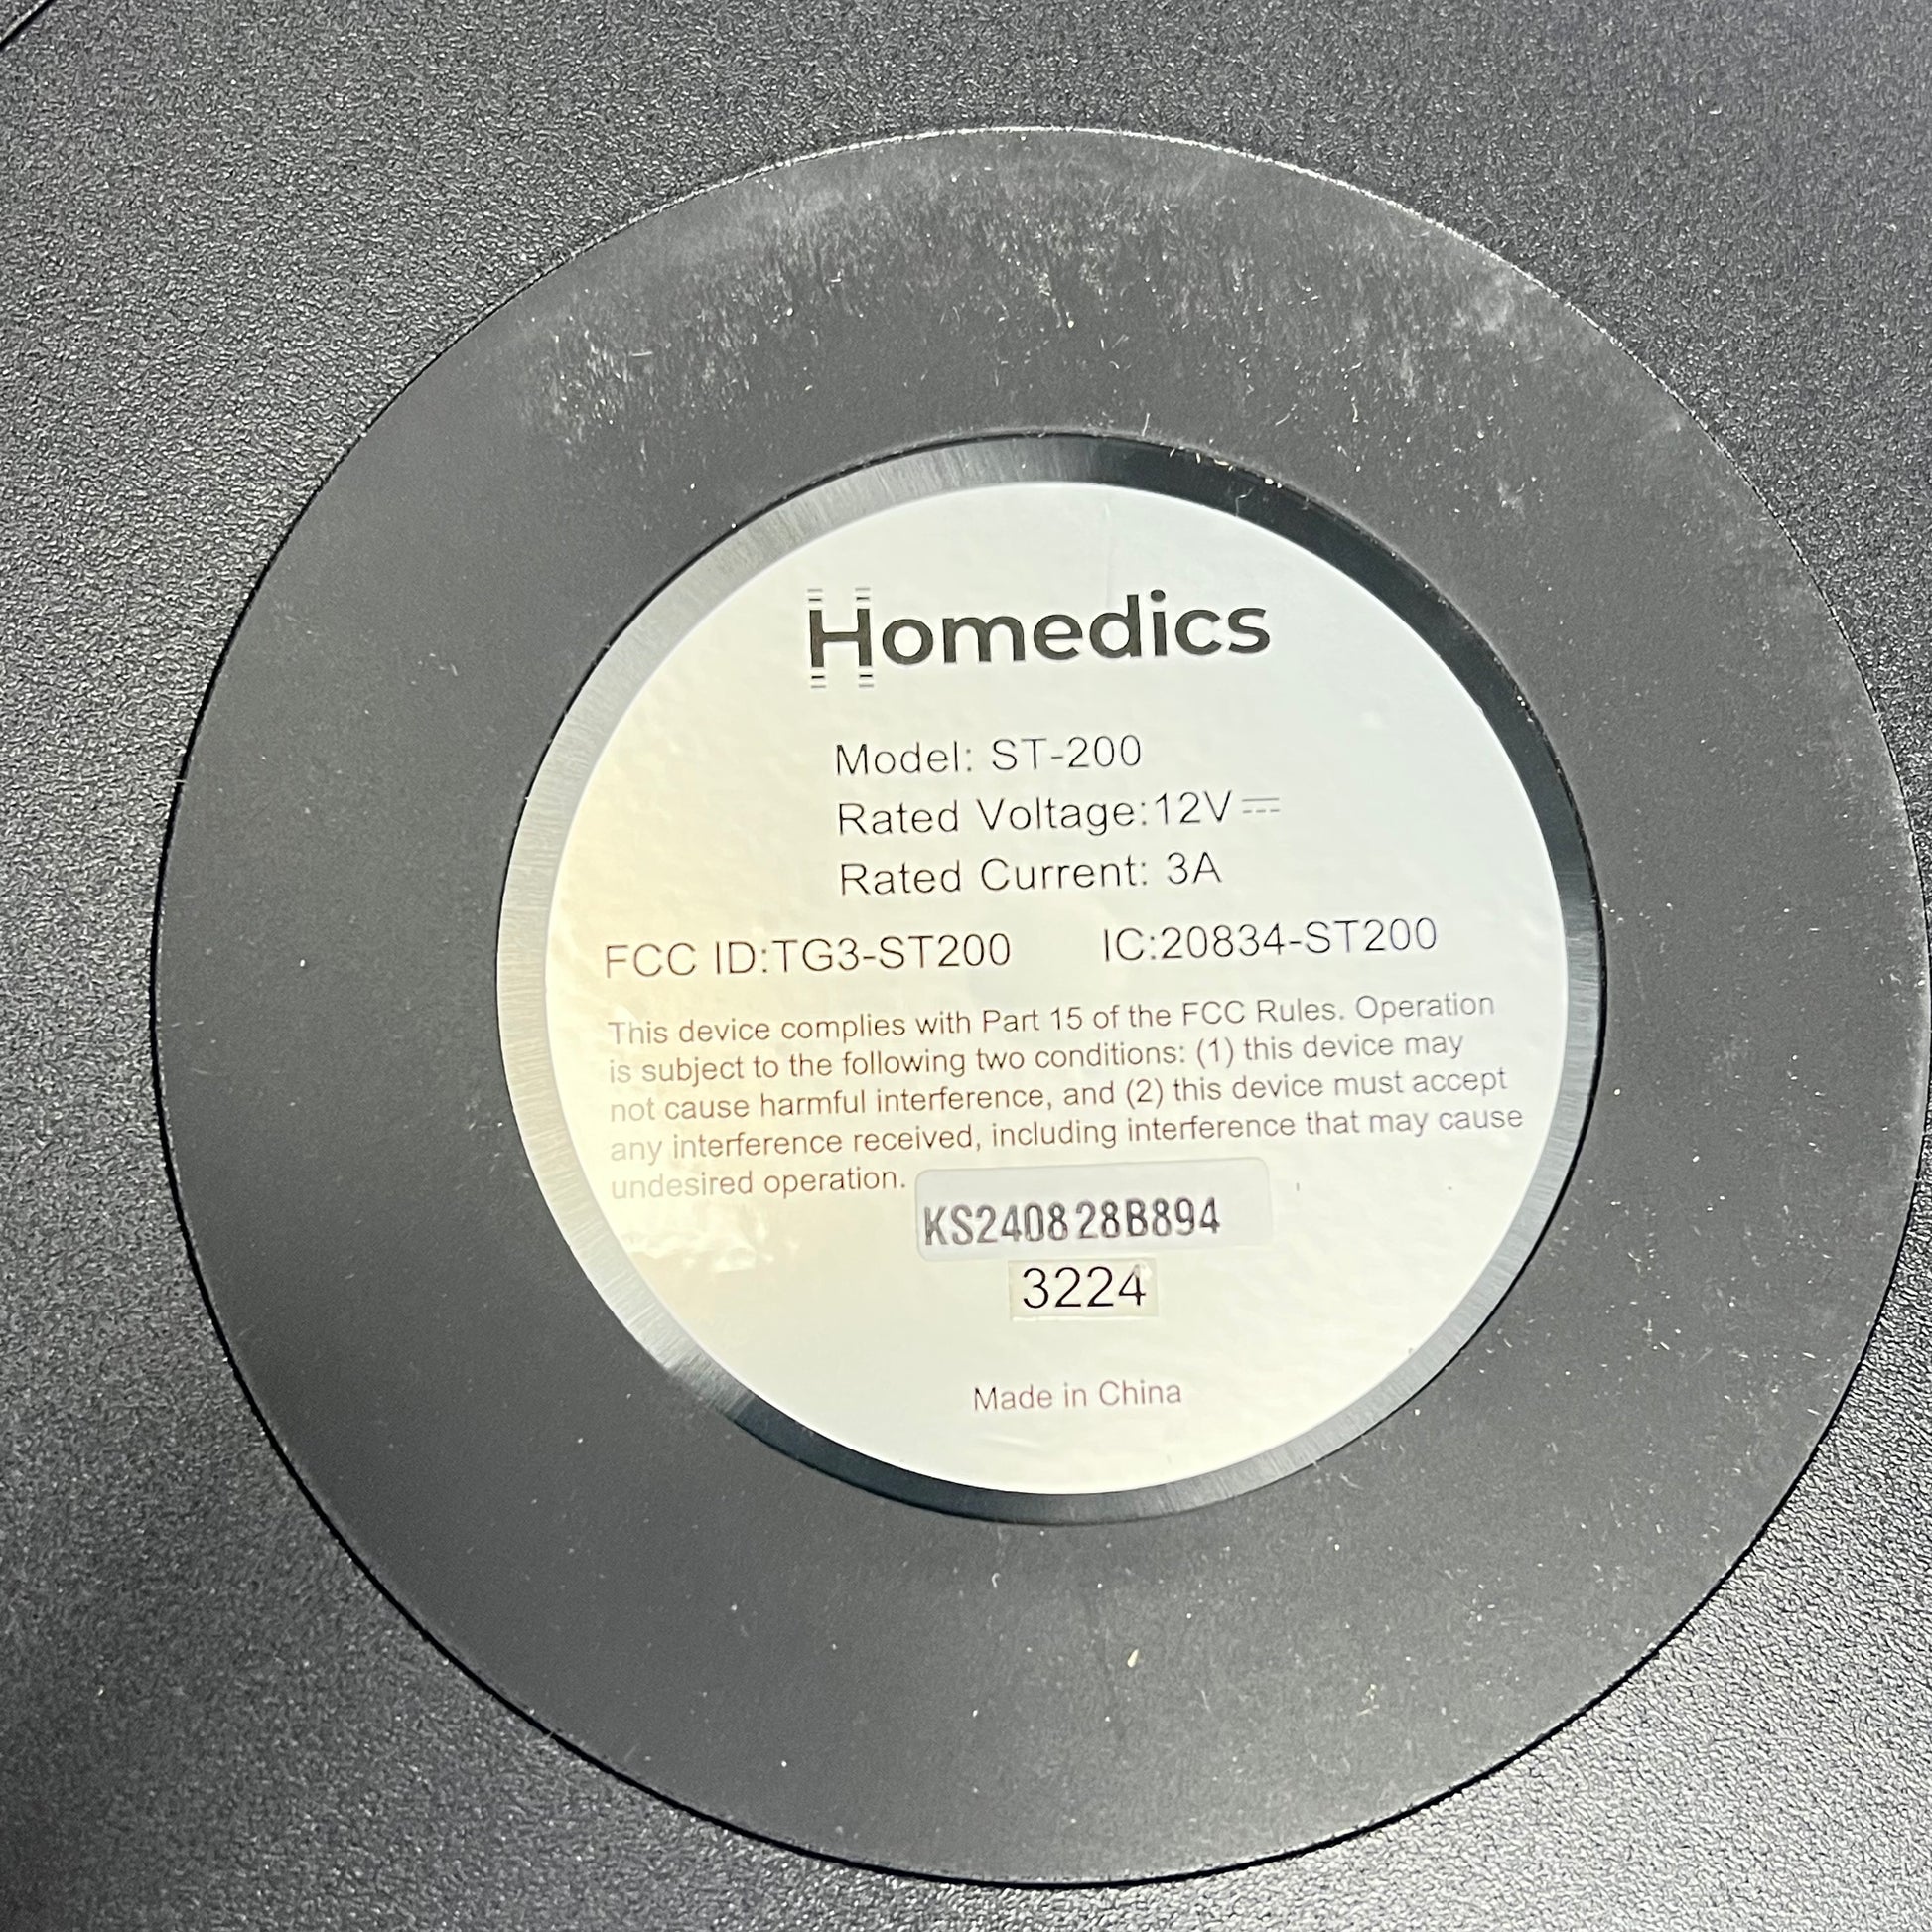 Homedics
Model: ST-200
Rated Voltage:12V⎓
Rated Current: 3A
FCC ID:TG3-ST200 IC:20834-ST200
This device complies with Part 15 of the FCC Rules. Operation
is subject to the following two conditions: (1) this device may
not cause harmful interference, and (2) this device must accept
any interference received, including interference that may cause
undesired operation.
KS240828B894
3224
Made in China